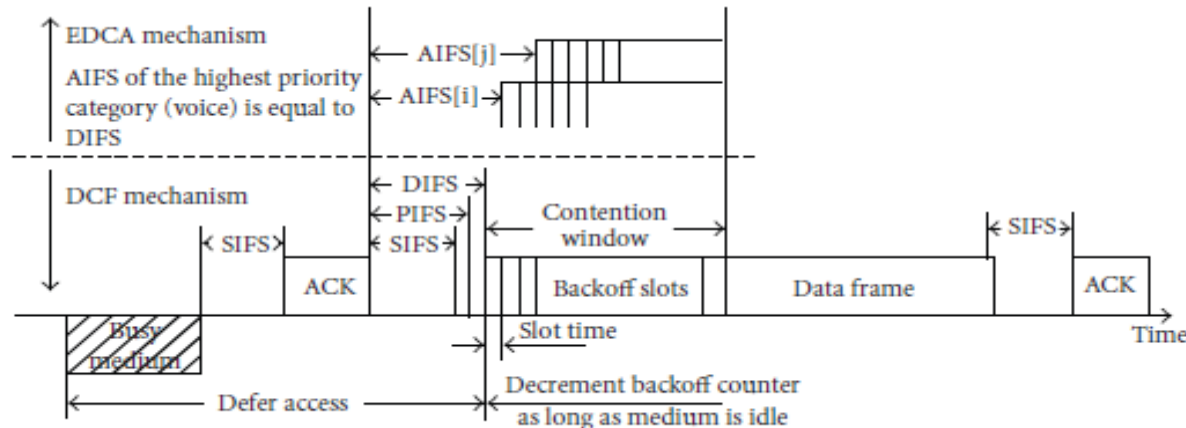 EDCA mechanism
AIFS of the highest priority
category (voice) is equal to
DIFS
AIFS[j]
AIFS[i]
DCF mechanism
DIFS
PIFS
SIFS
SIFS
Contention
window
SIFS
ACK
Backoff slots
Data frame
ACK
Busy
medium
Slot time
Time
Defer access
Decrement backoff counter
as long as medium is idle